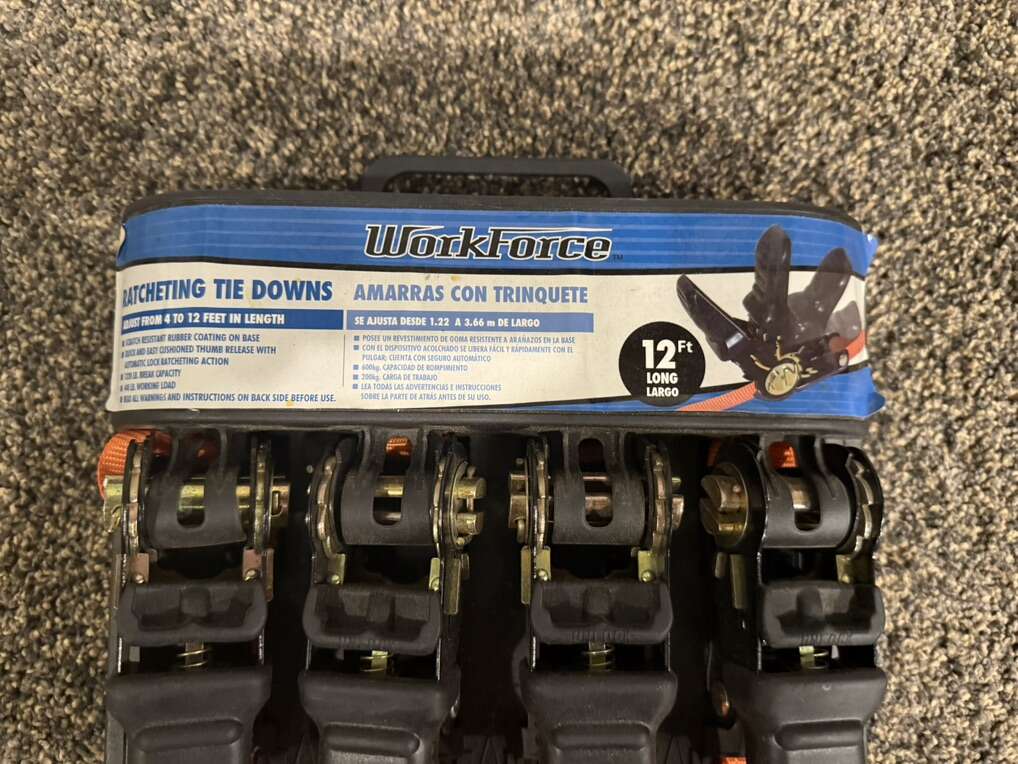 WorkForce™
RATCHETING TIE DOWNS
ADJUST FROM 4 TO 12 FEET IN LENGTH
SCRATCH RESISTANT RUBBER COATING ON BASE
QUICK AND EASY CUSHIONED THUMB RELEASE WITH
AUTOMATIC LOCK RATCHETING ACTION
LB. BREAK CAPACITY
LB. WORKING LOAD
READ ALL WARNINGS AND INSTRUCTIONS ON BACK SIDE BEFORE USE.
AMARRAS CON TRINQUETE
SE AJUSTA DESDE 1.22 A 3.66 m DE LARGO
POSEE UN REVESTIMIENTO DE GOMA RESISTENTE A ARAÑAZOS EN LA BASE
CON EL DISPOSITIVO ACOLCHADO SE LIBERA FÁCIL Y RÁPIDAMENTE CON EL
PULGAR; CUENTA CON SEGURO AUTOMÁTICO
600kg. CAPACIDAD DE ROMPIMIENTO
200kg. CARGA DE TRABAJO
LEA TODAS LAS ADVERTENCIAS E INSTRUCCIONES
SOBRE LA PARTE DE ATRÁS ANTES DE SU USO.
12 Ft
LONG
LARGO
UNLOCK